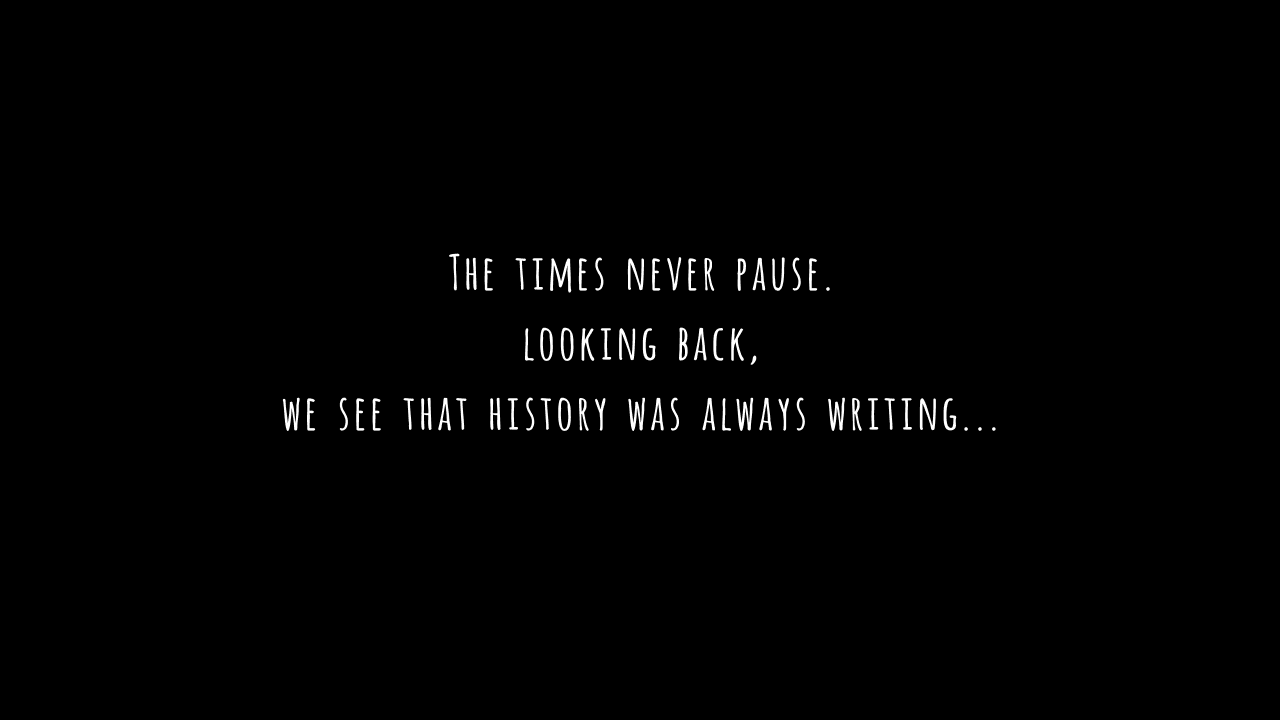 The times never pause.
looking back,
we see that history was always writing...